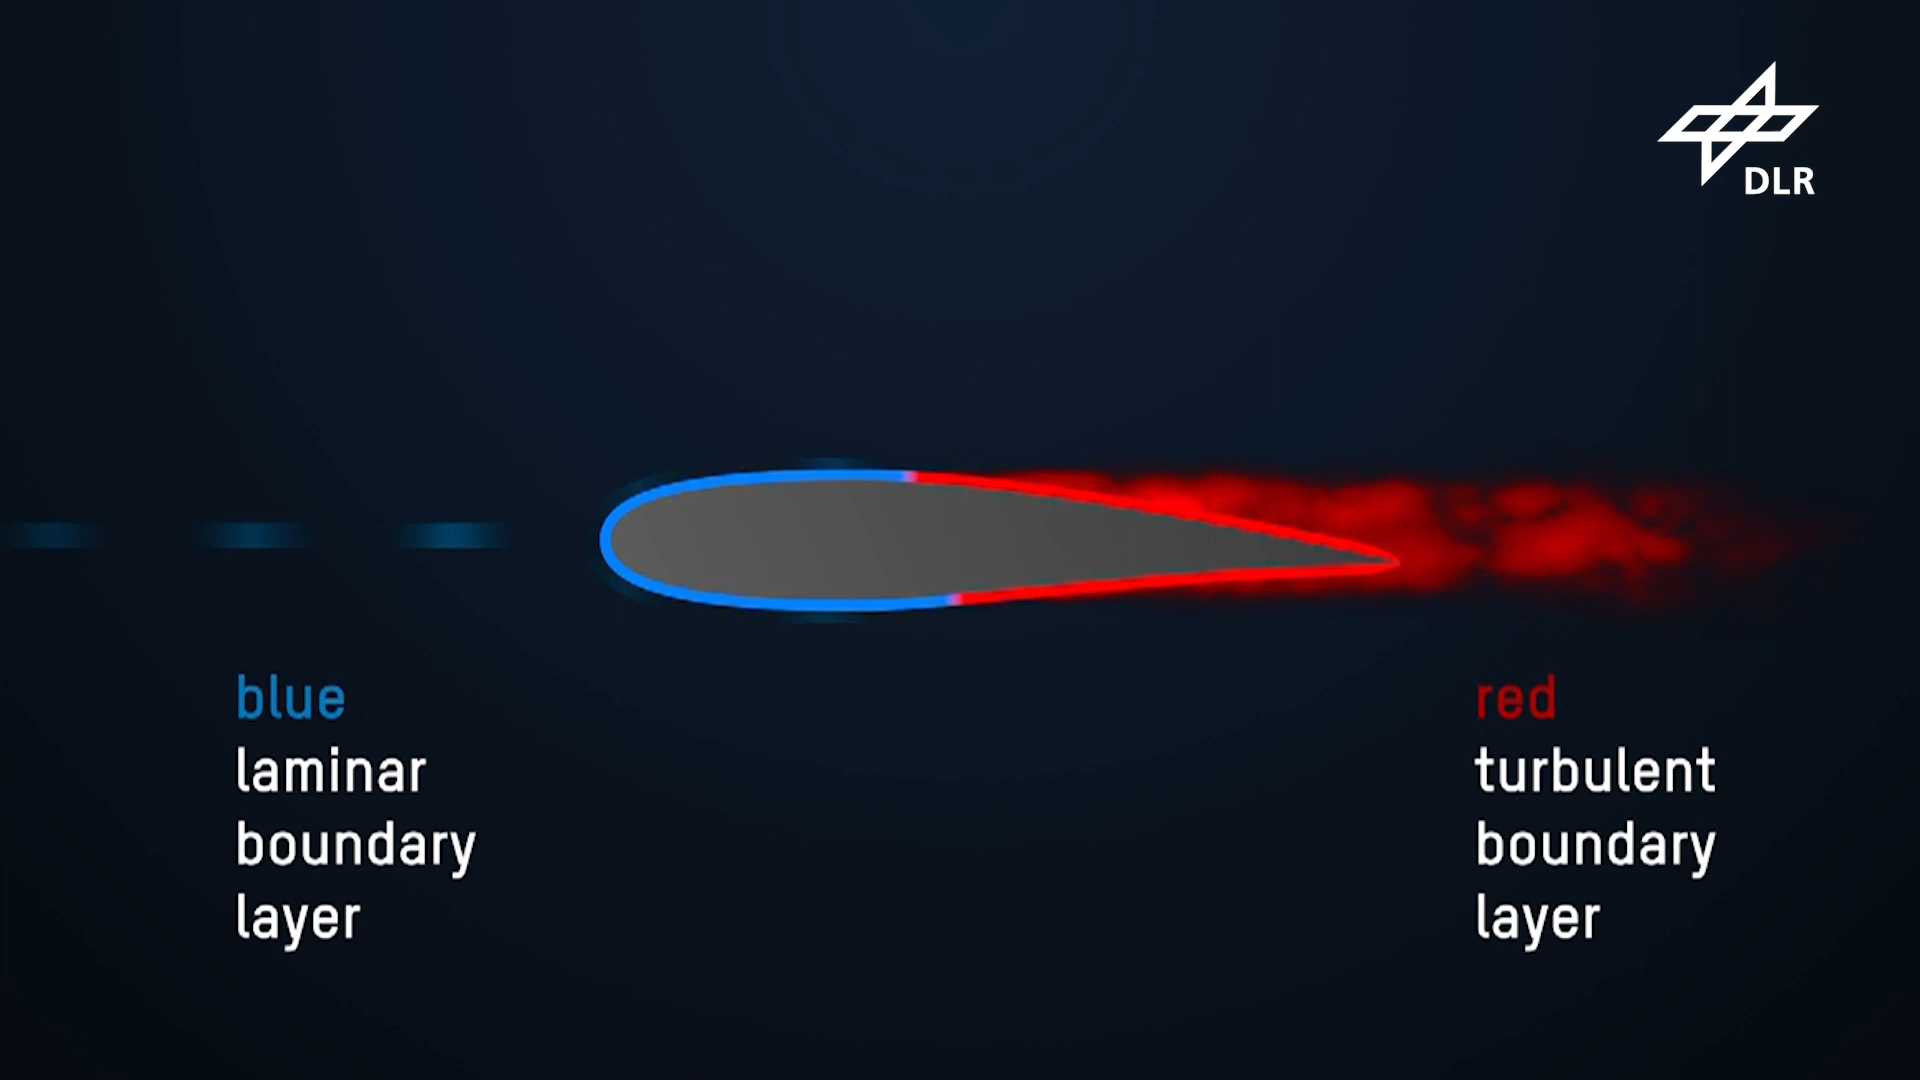 DLR
blue
laminar
boundary
layer
red
turbulent
boundary
layer